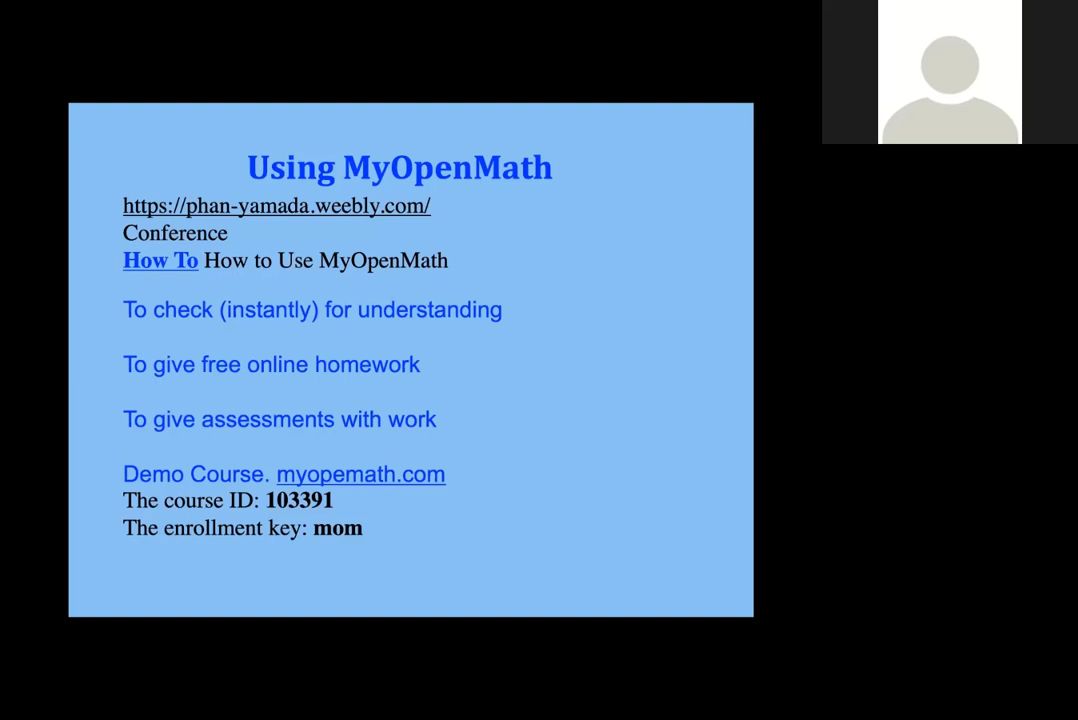 Using MyOpenMath
https://phan-yamada.weebly.com/
Conference
How To How to Use MyOpenMath
To check (instantly) for understanding
To give free online homework
To give assessments with work
Demo Course. myopemath.com
The course ID: 103391
The enrollment key: mom